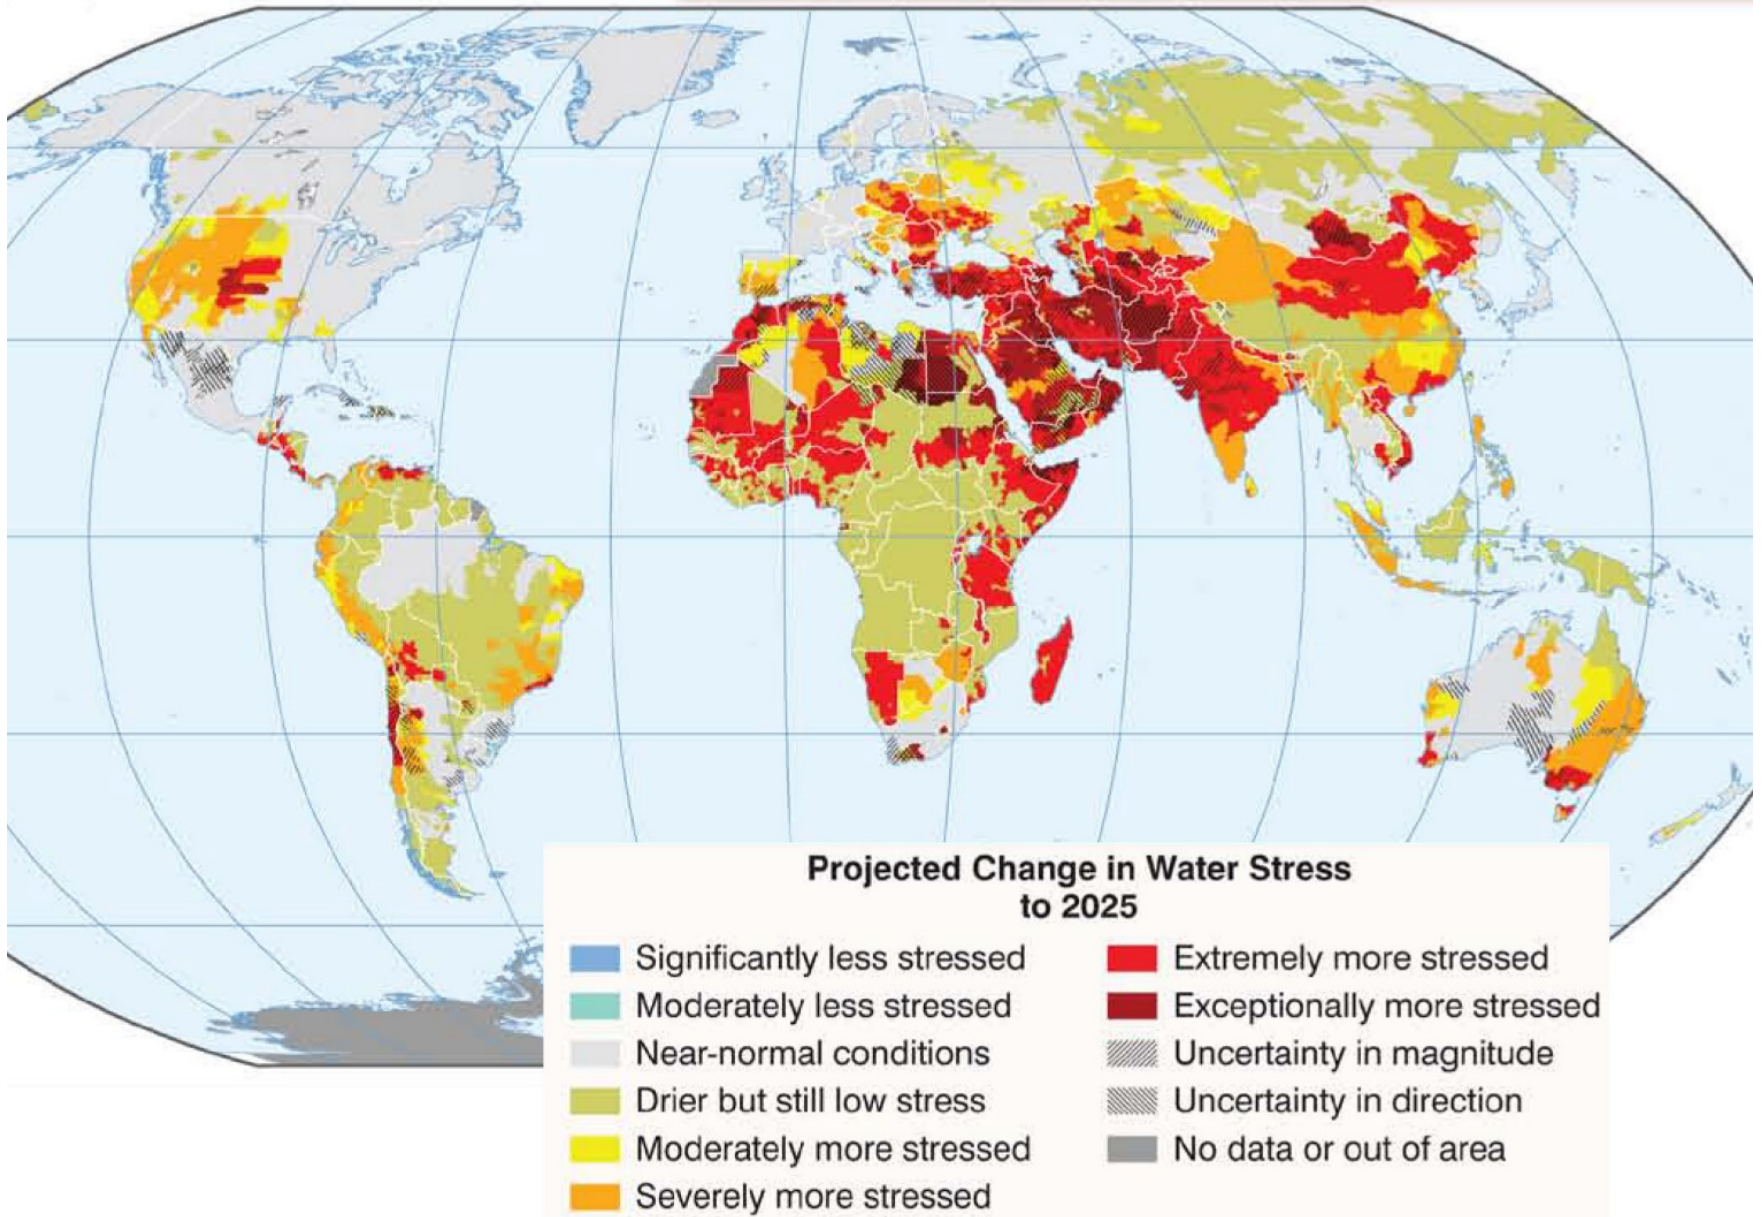 Projected Change in Water Stress
to 2025
Significantly less stressed
Moderately less stressed
Near-normal conditions
Drier but still low stress
Moderately more stressed
Severely more stressed
Extremely more stressed
Exceptionally more stressed
Uncertainty in magnitude
Uncertainty in direction
No data or out of area